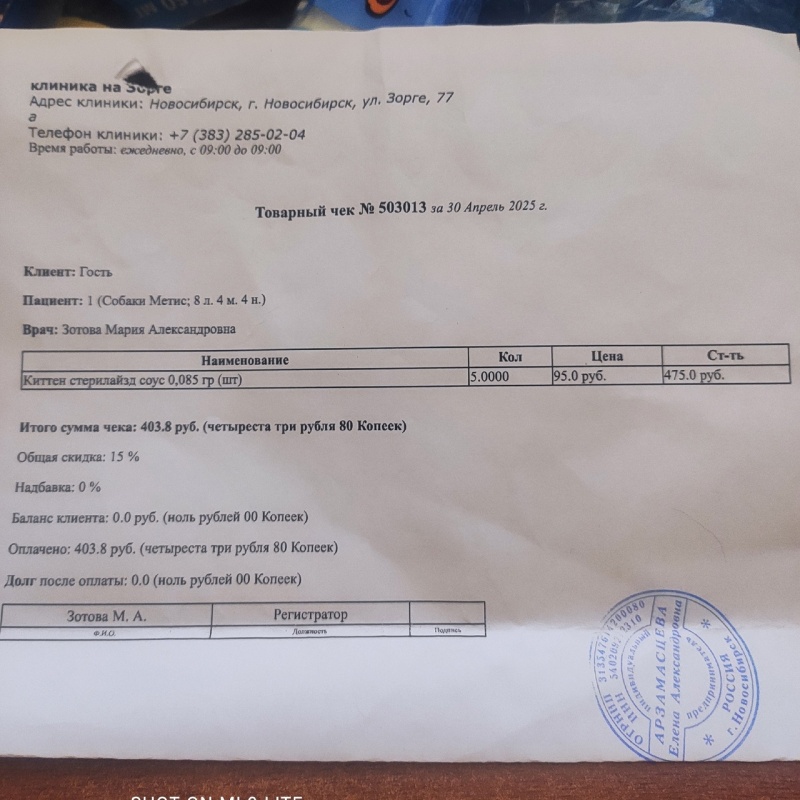 клиника на Зорге
Адрес клиники: Новосибирск, г. Новосибирск, ул. Зорге, 77
а
Телефон клиники: +7 (383) 285-02-04
Время работы: ежедневно, с 09:00 до 09:00
Товарный чек № 503013 за 30 Апрель 2025 г.
Клиент: Гость
Пациент: 1 (Собаки Метис; 8 л. 4 м. 4 н.)
Врач: Зотова Мария Александровна
Наименование Кол Цена Ст-ть
Киттен стерилайзд соус 0,085 гр (шт) 5.0000 95.0 руб. 475.0 руб.
Итого сумма чека: 403.8 руб. (четыреста три рубля 80 Копеек)
Общая скидка: 15 %
Надбавка: 0 %
Баланс клиента: 0.0 руб. (ноль рублей 00 Копеек)
Оплачено: 403.8 руб. (четыреста три рубля 80 Копеек)
Долг после оплаты: 0.0 (ноль рублей 00 Копеек)
Зотова М. А. Регистратор
Ф.И.О. Должность Подпись
ОГРНИП
ИНН
индивидуальный
АРЗАМАСЦЕВА
Елена Александровна
предприниматель
РОССИЯ
г. Новосибирск